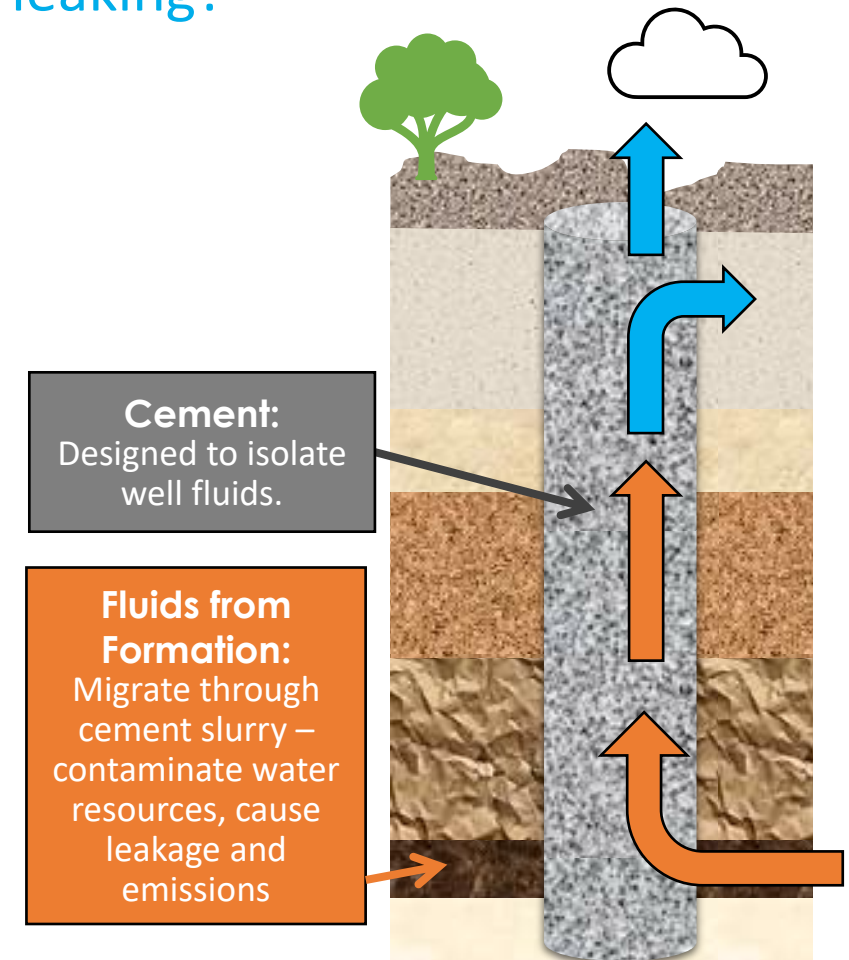 leaking?
Cement:
Designed to isolate
well fluids.
Fluids from
Formation:
Migrate through
cement slurry –
contaminate water
resources, cause
leakage and
emissions